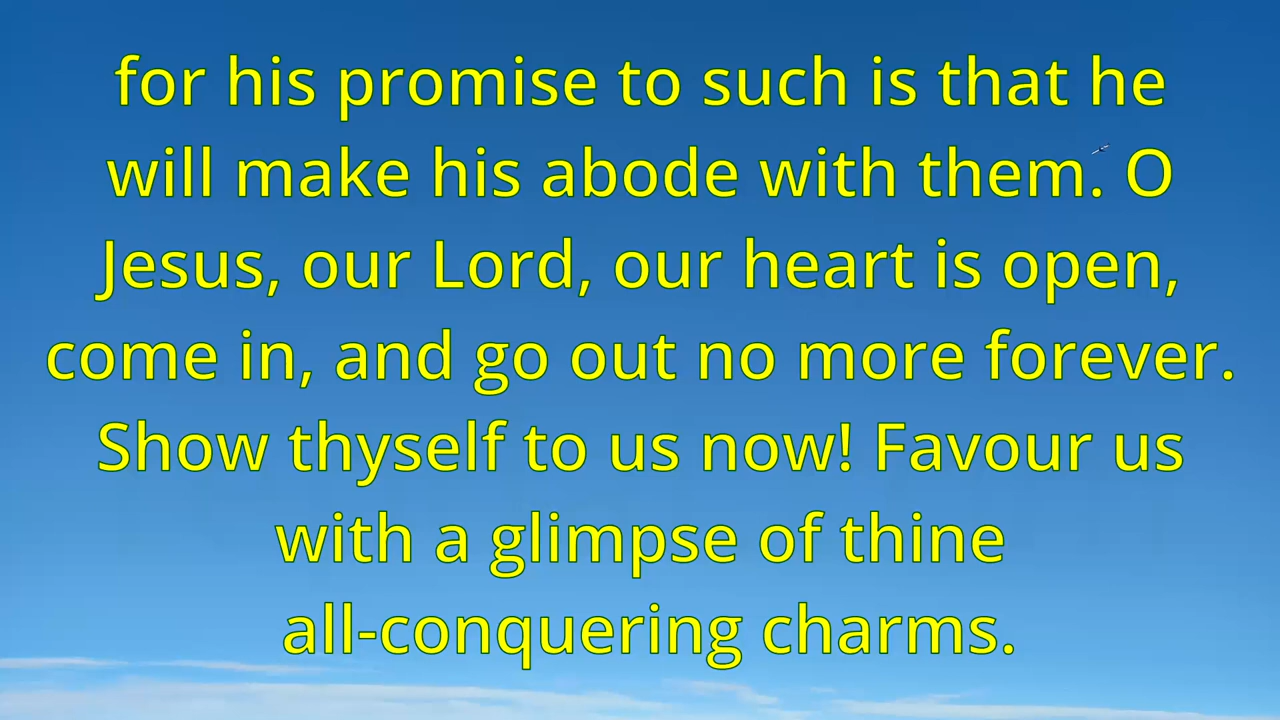 for his promise to such is that he
will make his abode with them. O
Jesus, our Lord, our heart is open,
come in, and go out no more forever.
Show thyself to us now! Favour us
with a glimpse of thine
all-conquering charms.